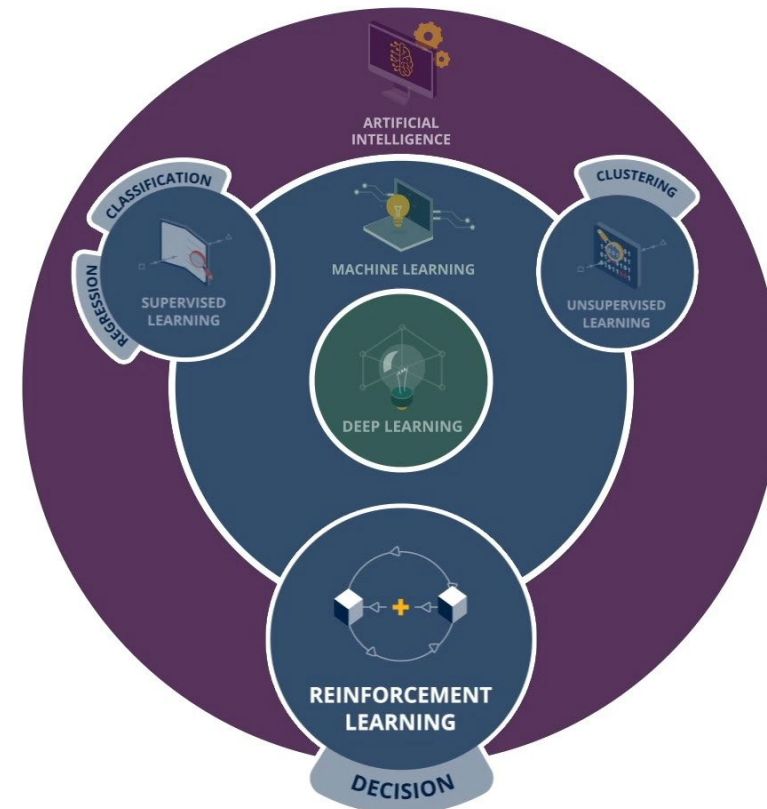 ARTIFICIAL
INTELLIGENCE
CLASSIFICATION
CLUSTERING
MACHINE LEARNING
REGRESSION
SUPERVISED
LEARNING
UNSUPERVISED
LEARNING
DEEP LEARNING
REINFORCEMENT
LEARNING
DECISION